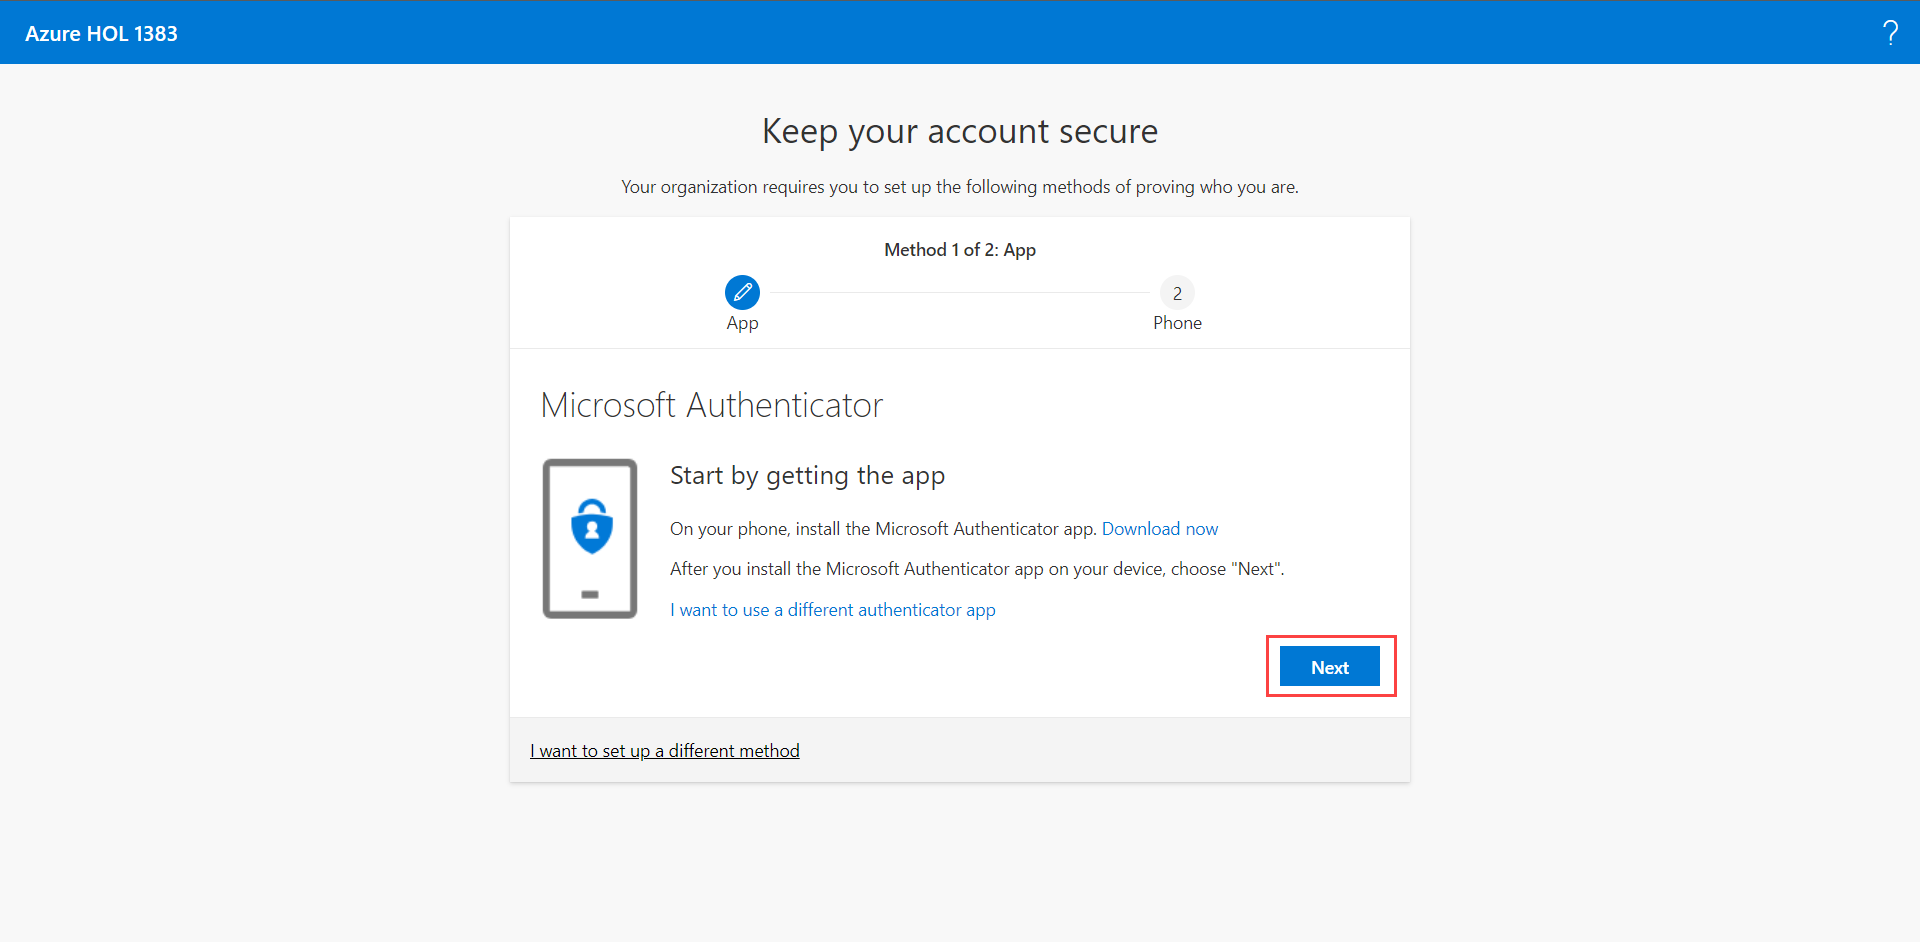 Azure HOL 1383
?
Keep your account secure
Your organization requires you to set up the following methods of proving who you are.
Method 1 of 2: App
2
App
Phone
Microsoft Authenticator
Start by getting the app
On your phone, install the Microsoft Authenticator app. Download now
After you install the Microsoft Authenticator app on your device, choose "Next".
I want to use a different authenticator app
Next
I want to set up a different method